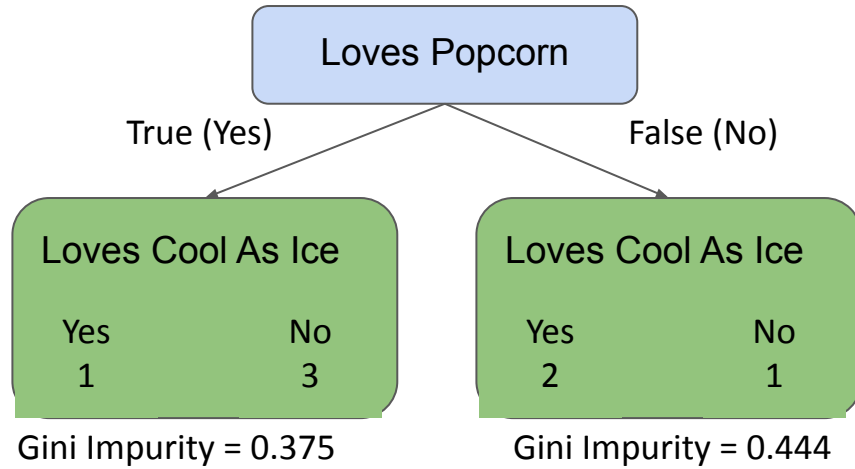 Loves Popcorn
True (Yes)
False (No)
Loves Cool As Ice
Yes No
1 3
Gini Impurity = 0.375
Loves Cool As Ice
Yes No
2 1
Gini Impurity = 0.444